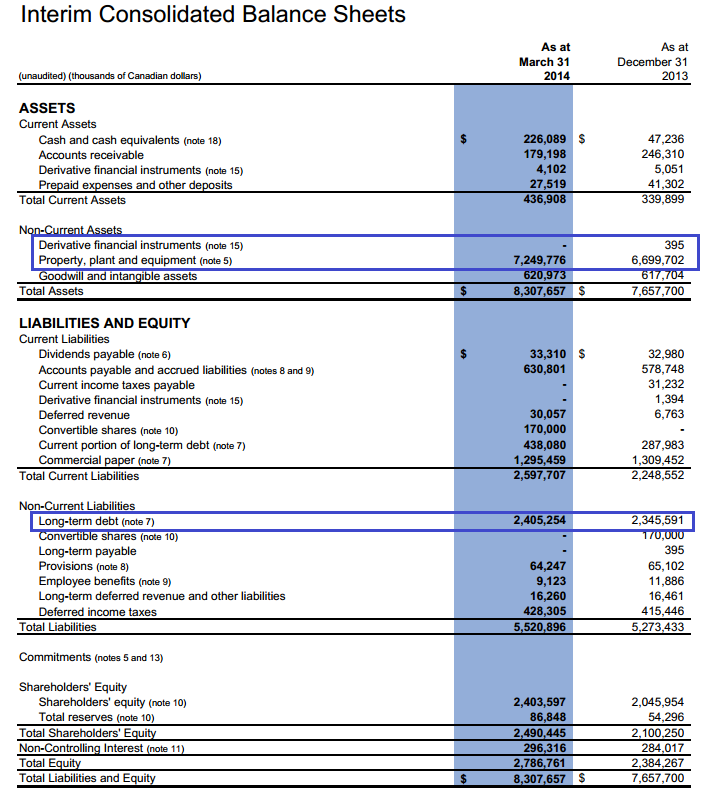 Interim Consolidated Balance Sheets
As at As at
March 31 December 31
(unaudited) (thousands of Canadian dollars) 2014 2013
ASSETS
Current Assets
Cash and cash equivalents (note 18) $ 226,089 $ 47,236
Accounts receivable 179,198 246,310
Derivative financial instruments (note 15) 4,102 5,051
Prepaid expenses and other deposits 27,519 41,302
Total Current Assets 436,908 339,899
Non-Current Assets
Derivative financial instruments (note 15) - 395
Property, plant and equipment (note 5) 7,249,776 6,699,702
Goodwill and intangible assets 620,973 617,704
Total Assets $ 8,307,657 $ 7,657,700
LIABILITIES AND EQUITY
Current Liabilities
Dividends payable (note 6) $ 33,310 $ 32,980
Accounts payable and accrued liabilities (notes 8 and 9) 630,801 578,748
Current income taxes payable - 31,232
Derivative financial instruments (note 15) - 1,394
Deferred revenue 30,057 6,763
Convertible shares (note 10) 170,000 -
Current portion of long-term debt (note 7) 438,080 287,983
Commercial paper (note 7) 1,295,459 1,309,452
Total Current Liabilities 2,597,707 2,248,552
Non-Current Liabilities
Long-term debt (note 7) 2,405,254 2,345,591
Convertible shares (note 10) - 170,000
Long-term payable - 395
Provisions (note 8) 64,247 65,102
Employee benefits (note 9) 9,123 11,886
Long-term deferred revenue and other liabilities 16,260 16,461
Deferred income taxes 428,305 415,446
Total Liabilities 5,520,896 5,273,433
Commitments (notes 5 and 13)
Shareholders' Equity
Shareholders' equity (note 10) 2,403,597 2,045,954
Total reserves (note 10) 86,848 54,296
Total Shareholders' Equity 2,490,445 2,100,250
Non-Controlling Interest (note 11) 296,316 284,017
Total Equity 2,786,761 2,384,267
Total Liabilities and Equity $ 8,307,657 $ 7,657,700